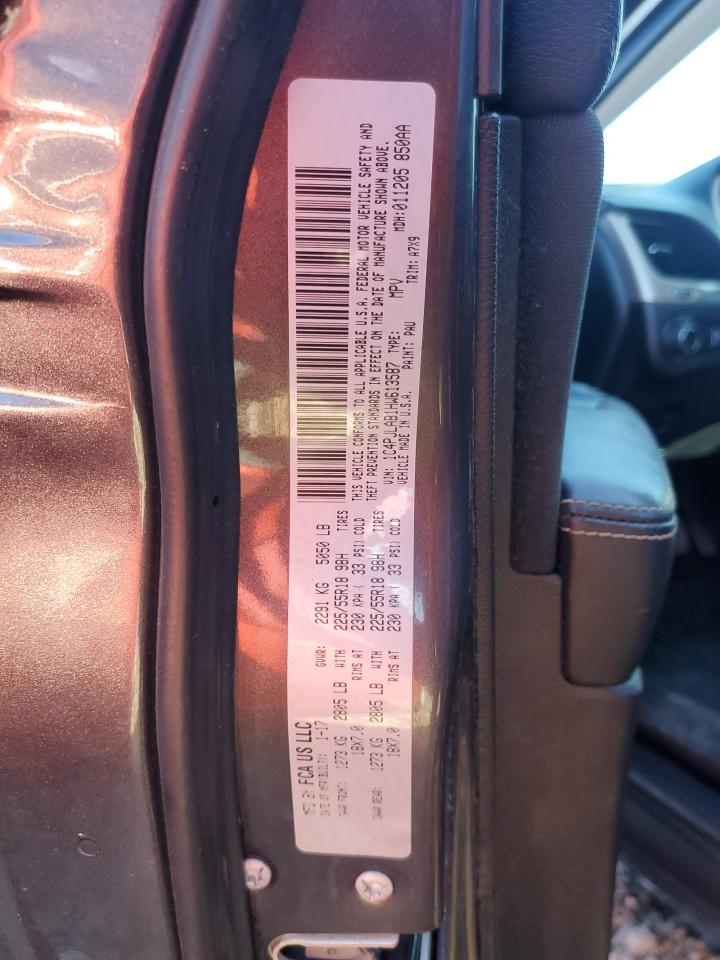 MFD BY: FCA US LLC
DATE OF MFR(BUILT): 1-17 GVWR: 2291 KG 5050 LB
GAWR FRONT: 1273 KG 2805 LB WITH 225/55R18 98H TIRES
18X7.0 RIMS AT 230 KPA ( 33 PSI) COLD
GAWR REAR: 1273 KG 2805 LB WITH 225/55R18 98H TIRES
18X7.0 RIMS AT 230 KPA ( 33 PSI) COLD
THIS VEHICLE CONFORMS TO ALL APPLICABLE U.S.A. FEDERAL MOTOR VEHICLE SAFETY AND
THEFT PREVENTION STANDARDS IN EFFECT ON THE DATE OF MANUFACTURE SHOWN ABOVE.
VIN: 1C4PJLAB1HW613587 TYPE: MPV MDH:011205 850AA
VEHICLE MADE IN U.S.A. PAINT: PAU TRIM: A7X9